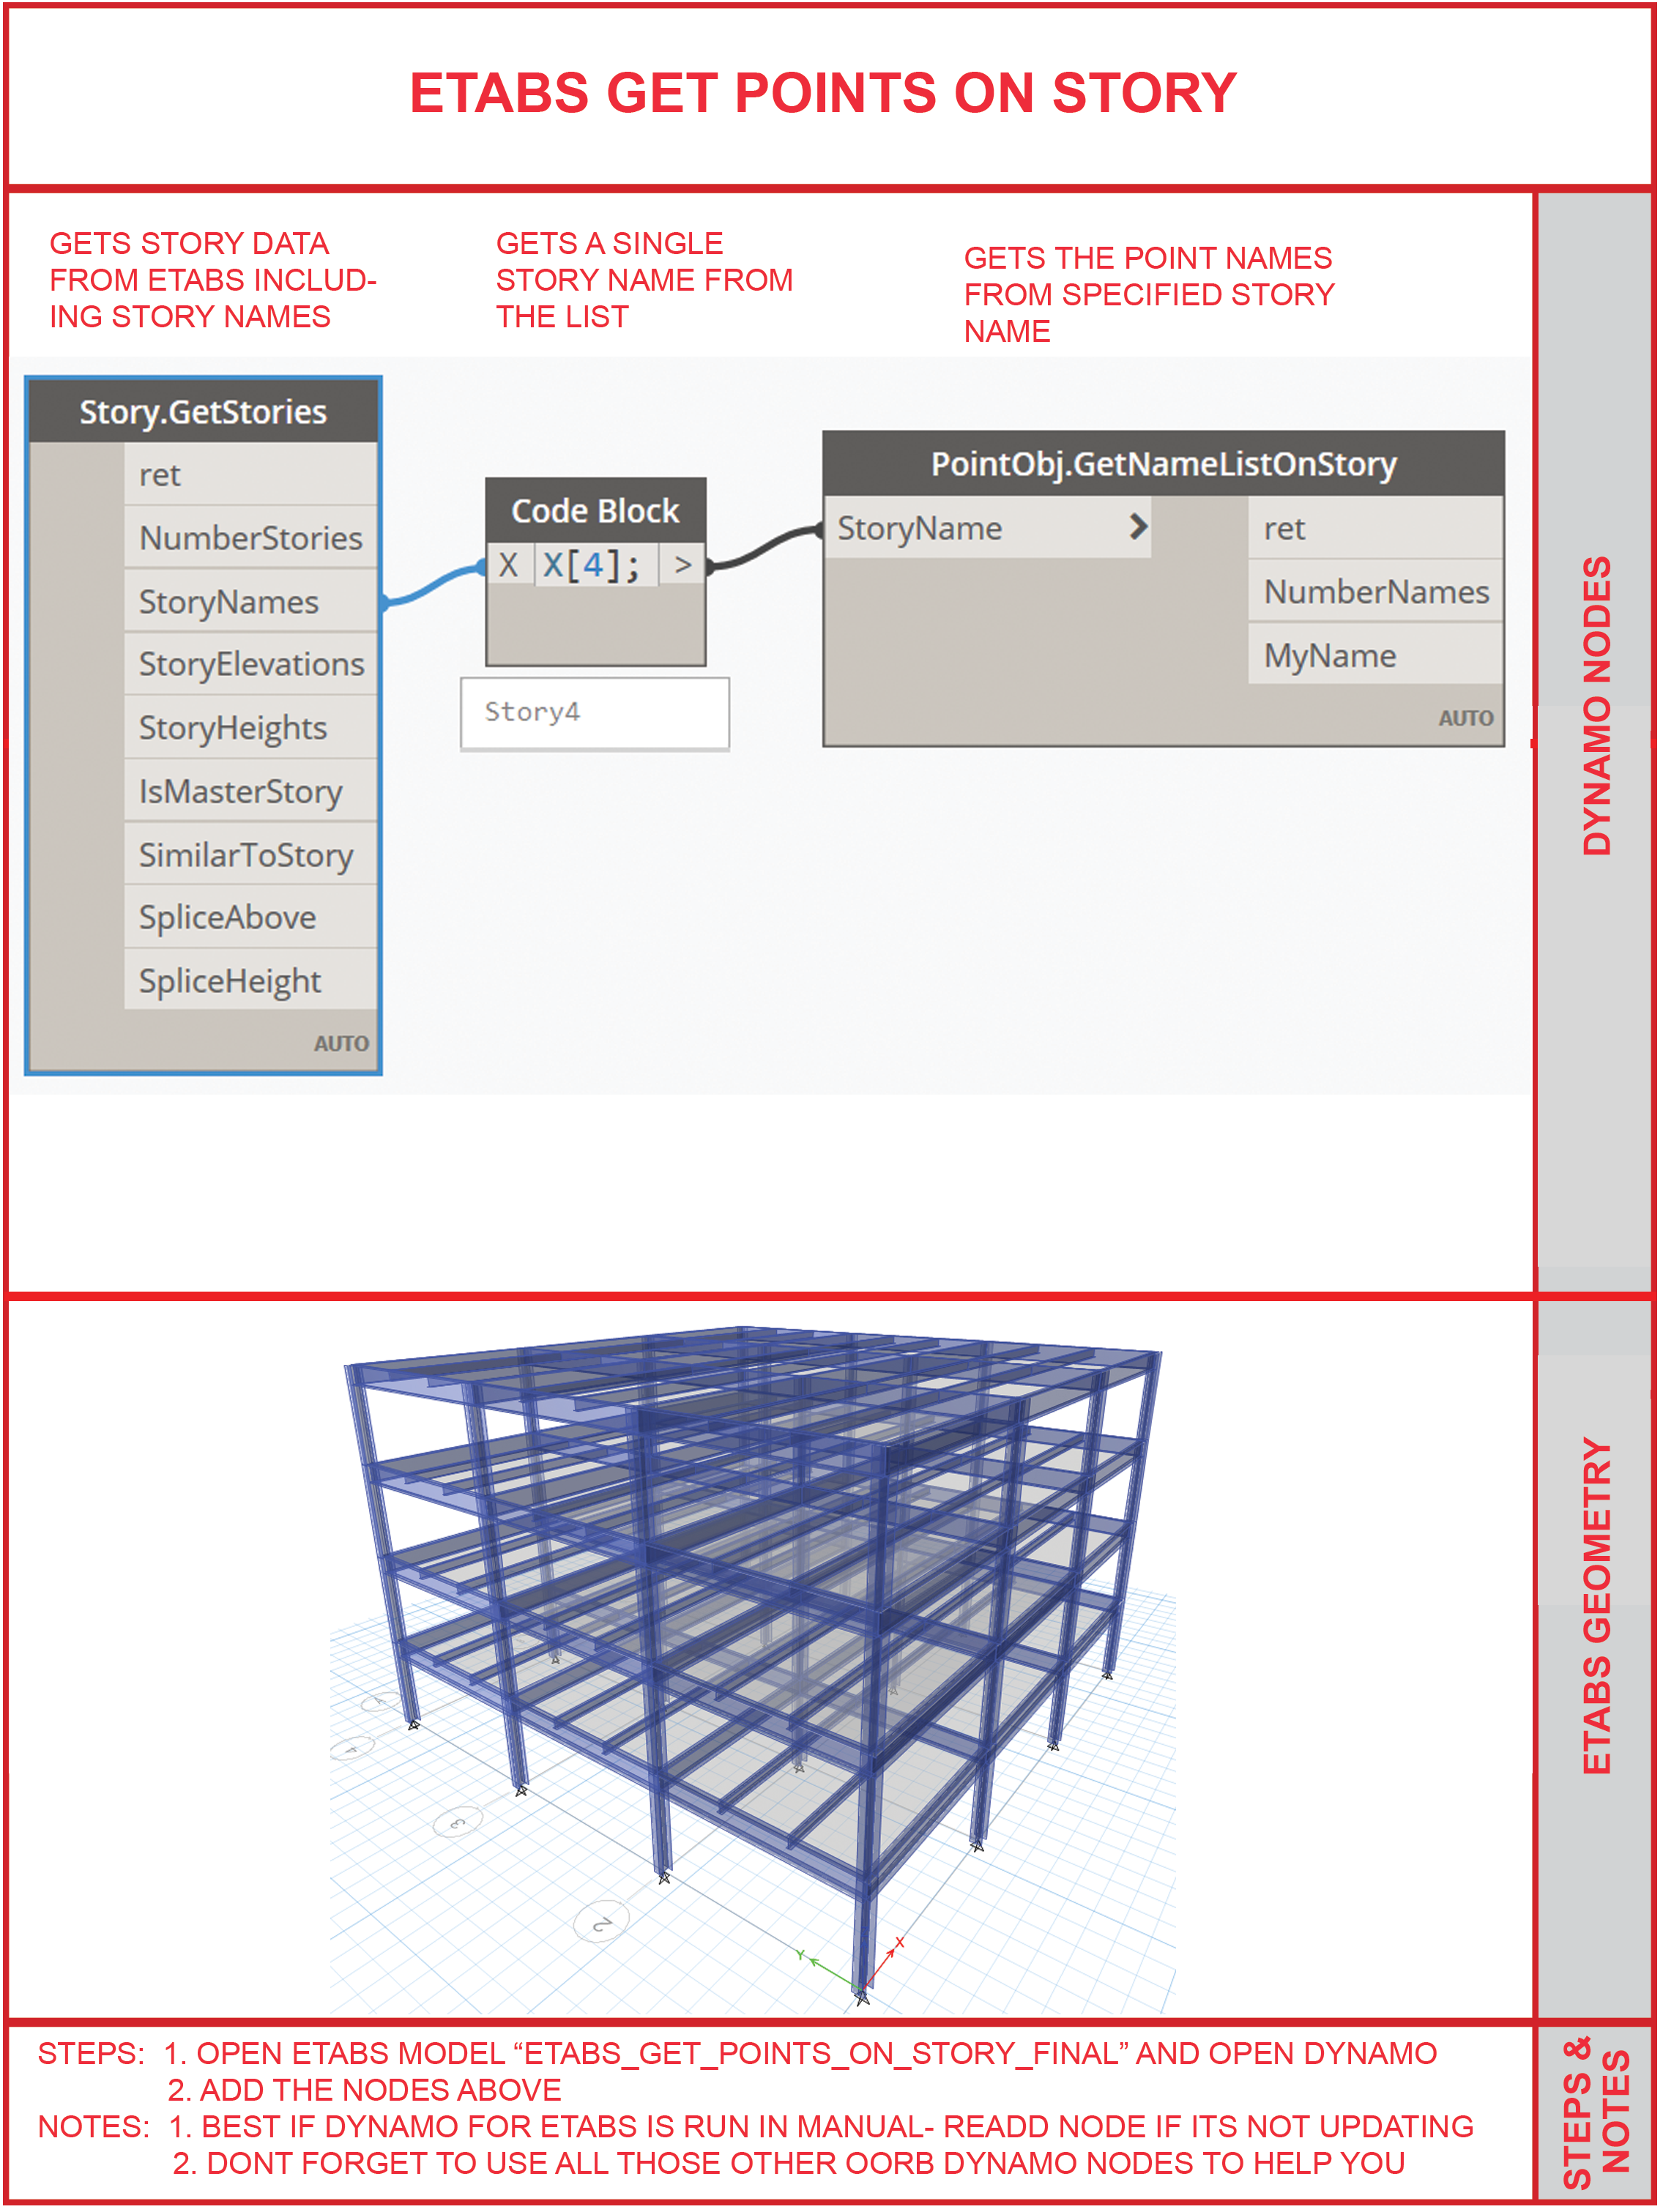 ETABS GET POINTS ON STORY
GETS STORY DATA
FROM ETABS INCLUD-
ING STORY NAMES
GETS A SINGLE
STORY NAME FROM
THE LIST
GETS THE POINT NAMES
FROM SPECIFIED STORY
NAME
Story.GetStories
ret
NumberStories
StoryNames
StoryElevations
StoryHeights
IsMasterStory
SimilarToStory
SpliceAbove
SpliceHeight
AUTO
Code Block
X X[4]; >
Story4
PointObj.GetNameListOnStory
StoryName
ret
NumberNames
MyName
AUTO
DYNAMO NODES
3
2
Y
X
ETABS GEOMETRY
STEPS: 1. OPEN ETABS MODEL “ETABS_GET_POINTS_ON_STORY_FINAL” AND OPEN DYNAMO
2. ADD THE NODES ABOVE
NOTES: 1. BEST IF DYNAMO FOR ETABS IS RUN IN MANUAL- READD NODE IF ITS NOT UPDATING
2. DONT FORGET TO USE ALL THOSE OTHER OORB DYNAMO NODES TO HELP YOU
STEPS &
NOTES